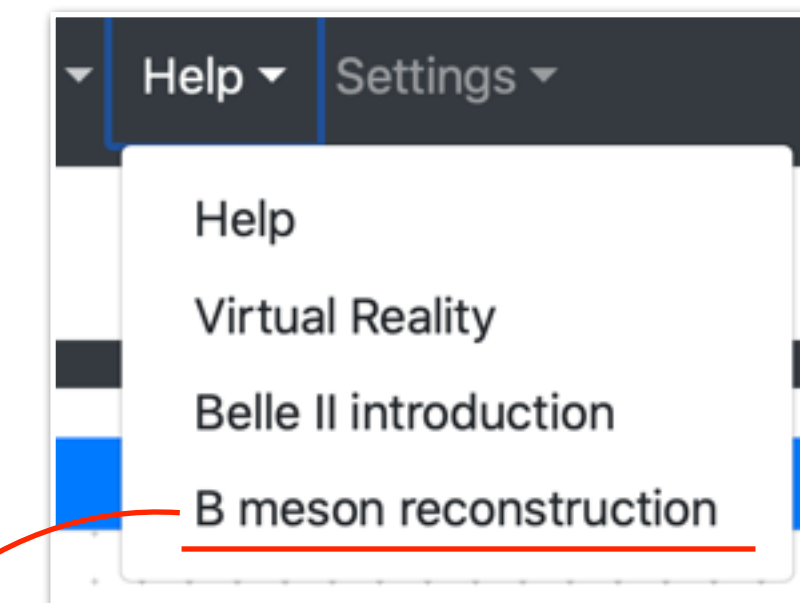 Help Settings
Help
Virtual Reality
Belle II introduction
B meson reconstruction